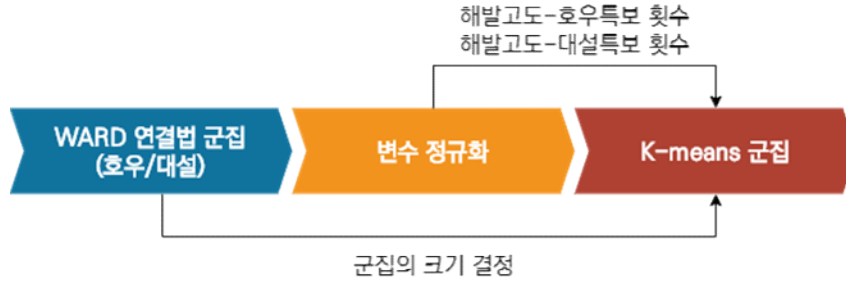 해발고도-호우특보 횟수
해발고도-대설특보 횟수
WARD 연결법 군집
(호우/대설)
변수 정규화
K-means 군집
군집의 크기 결정